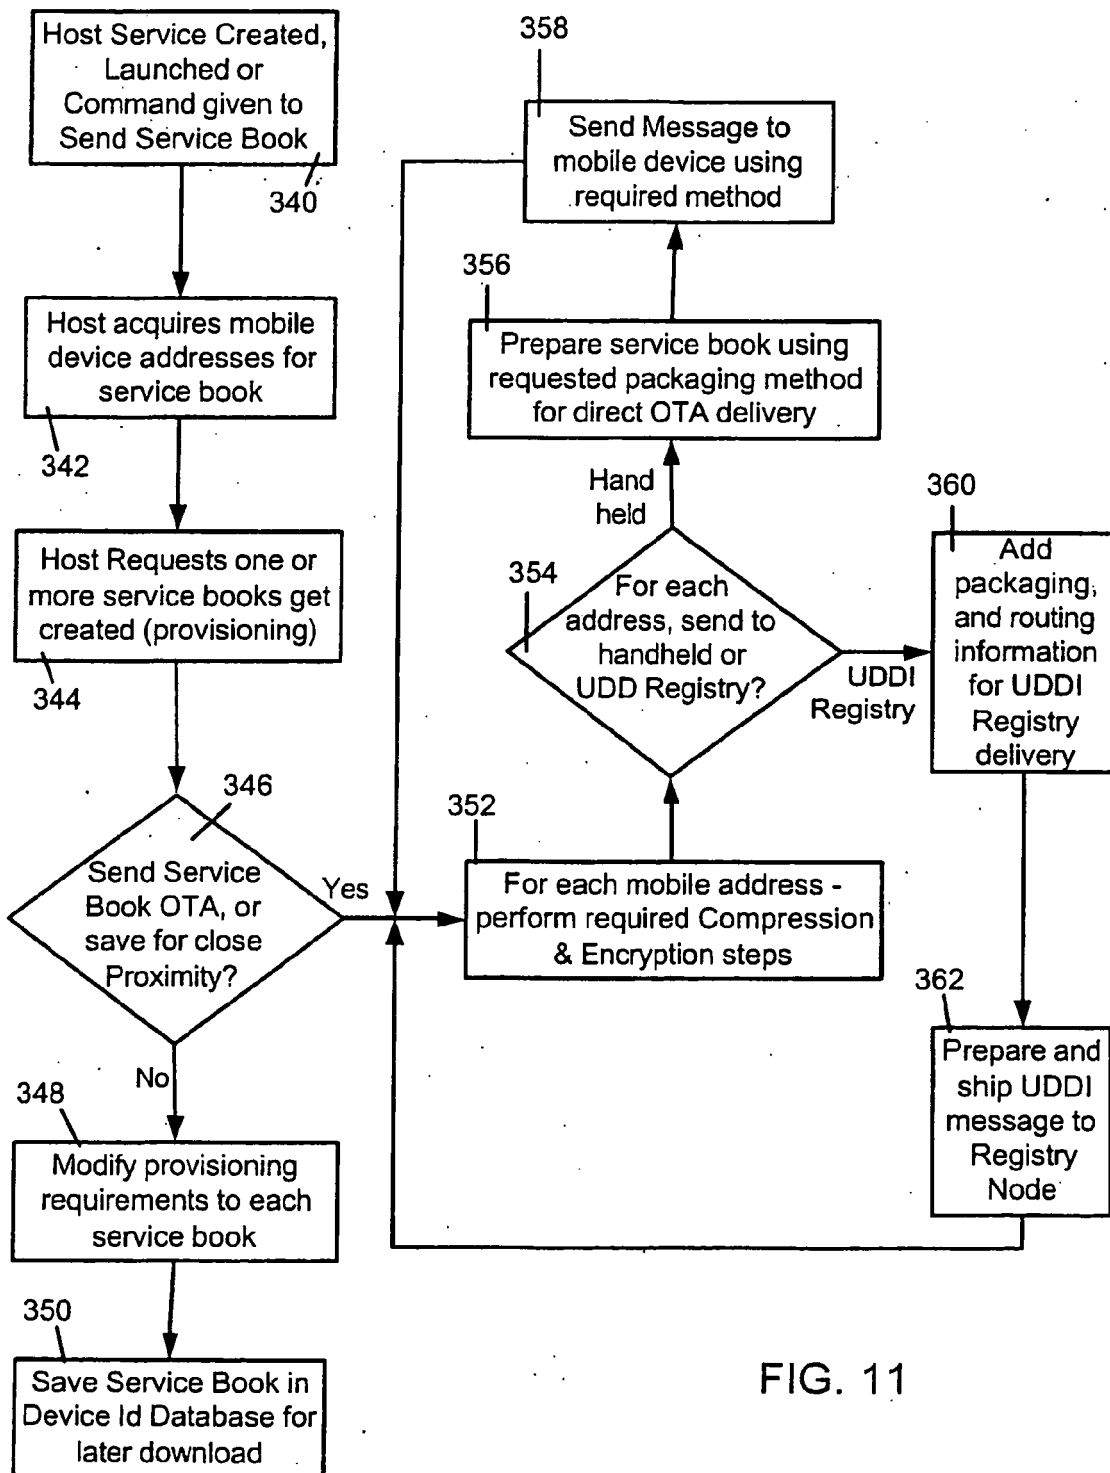 Host Service Created,
Launched or
Command given to
Send Service Book
340
Host acquires mobile
device addresses for
service book
342
Host Requests one or
more service books get
created (provisioning)
344
346
Send Service
Book OTA, or
save for close
Proximity?
Yes
No
348
Modify provisioning
requirements to each
service book
350
Save Service Book in
Device Id Database for
later download
352
For each mobile address -
perform required Compression
& Encryption steps
354
For each
address, send to
handheld or
UDD Registry?
Hand
held
UDDI
Registry
356
Prepare service book using
requested packaging method
for direct OTA delivery
358
Send Message to
mobile device using
required method
360
Add
packaging,
and routing
information
for UDDI
Registry
delivery
362
Prepare and
ship UDDI
message to
Registry
Node
FIG. 11